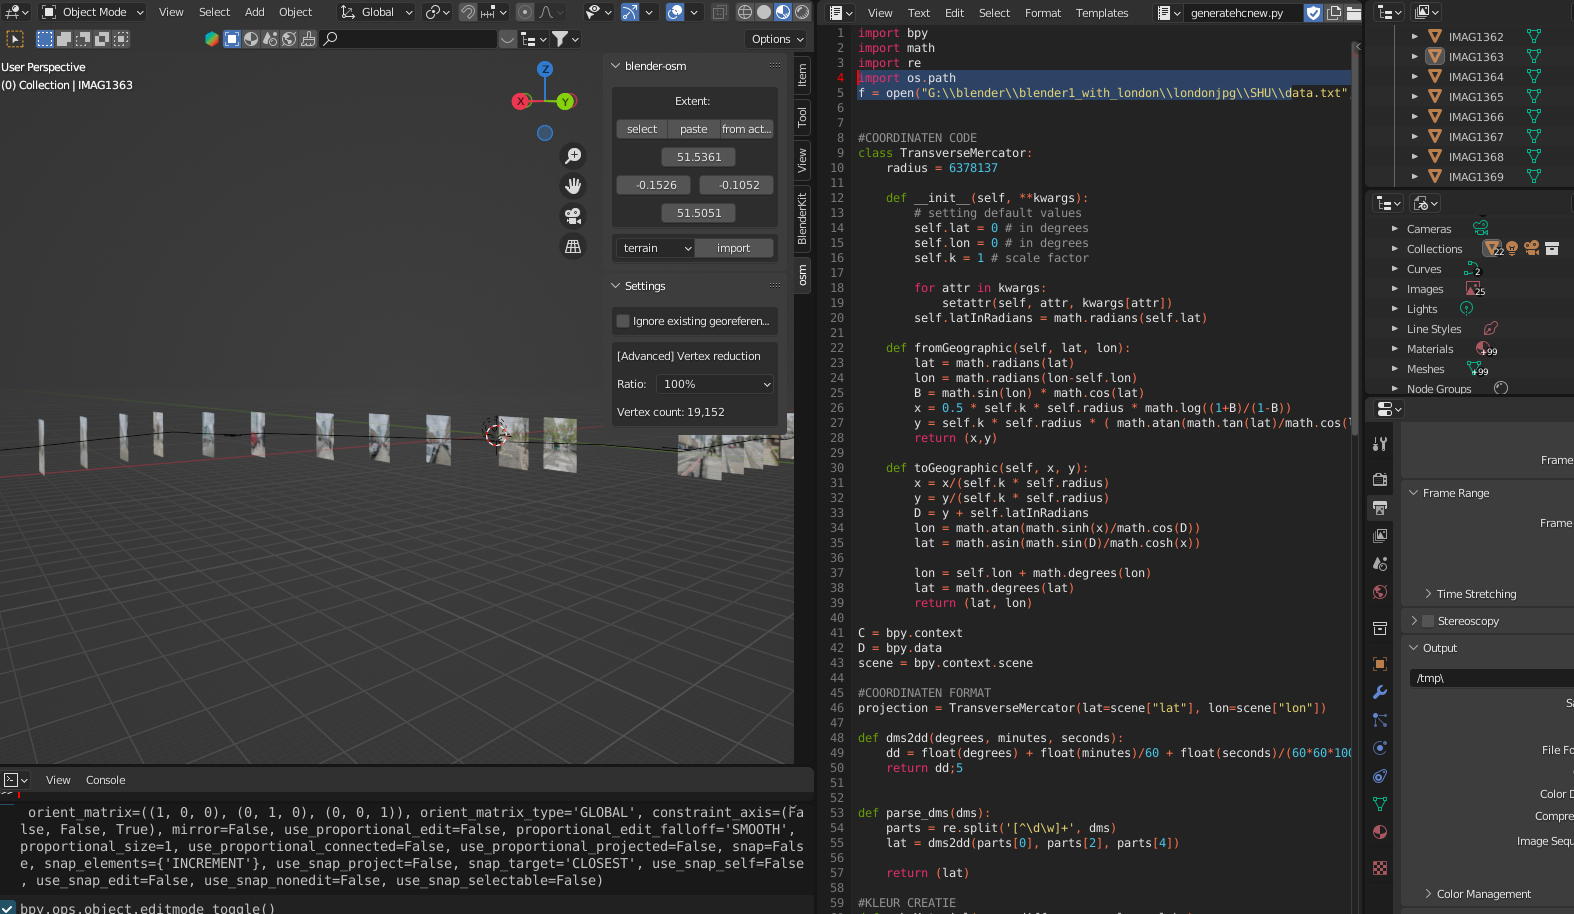 Object Mode
View
Select
Add
Object
Global
Options
User Perspective
(0) Collection | IMAG1363
Z
X
Y
blender-osm
Extent:
select
paste
from act...
51.5361
-0.1526
-0.1052
51.5051
terrain
import
Settings
Ignore existing georeferen...
[Advanced] Vertex reduction
Ratio:
100%
Vertex count: 19,152
Item
Tool
View
BlenderKit
osm
View
Console
orient_matrix=((1, 0, 0), (0, 1, 0), (0, 0, 1)), orient_matrix_type='GLOBAL', constraint_axis=(Fa
lse, False, True), mirror=False, use_proportional_edit=False, proportional_edit_falloff='SMOOTH',
proportional_size=1, use_proportional_connected=False, use_proportional_projected=False, snap=Fals
e, snap_elements={'INCREMENT'}, use_snap_project=False, snap_target='CLOSEST', use_snap_self=False
, use_snap_edit=False, use_snap_nonedit=False, use_snap_selectable=False)
bpy.ops.object.editmode_toggle()
View
Text
Edit
Select
Format
Templates
generatehcnew.py
1 import bpy
2 import math
3 import re
4 import os.path
5 f = open("G:\\blender\\blender1_with_london\\londonjpg\\SHU\\data.txt",
6
7
8 #COORDINATEN CODE
9 class TransverseMercator:
10 radius = 6378137
11
12 def __init__(self, **kwargs):
13 # setting default values
14 self.lat = 0 # in degrees
15 self.lon = 0 # in degrees
16 self.k = 1 # scale factor
17
18 for attr in kwargs:
19 setattr(self, attr, kwargs[attr])
20 self.latInRadians = math.radians(self.lat)
21
22 def fromGeographic(self, lat, lon):
23 lat = math.radians(lat)
24 lon = math.radians(lon-self.lon)
25 B = math.sin(lon) * math.cos(lat)
26 x = 0.5 * self.k * self.radius * math.log((1+B)/(1-B))
27 y = self.k * self.radius * ( math.atan(math.tan(lat)/math.cos(l
28 return (x,y)
29
30 def toGeographic(self, x, y):
31 x = x/(self.k * self.radius)
32 y = y/(self.k * self.radius)
33 D = y + self.latInRadians
34 lon = math.atan(math.sinh(x)/math.cos(D))
35 lat = math.asin(math.sin(D)/math.cosh(x))
36
37 lon = self.lon + math.degrees(lon)
38 lat = math.degrees(lat)
39 return (lat, lon)
40
41 C = bpy.context
42 D = bpy.data
43 scene = bpy.context.scene
44
45 #COORDINATEN FORMAT
46 projection = TransverseMercator(lat=scene["lat"], lon=scene["lon"])
47
48 def dms2dd(degrees, minutes, seconds):
49 dd = float(degrees) + float(minutes)/60 + float(seconds)/(60*60*100
50 return dd;5
51
52
53 def parse_dms(dms):
54 parts = re.split('[^\d\w]+', dms)
55 lat = dms2dd(parts[0], parts[2], parts[4])
56
57 return (lat)
58
59 #KLEUR CREATIE
IMAG1362
IMAG1363
IMAG1364
IMAG1365
IMAG1366
IMAG1367
IMAG1368
IMAG1369
Cameras
Collections
22
Curves
2
Images
25
Lights
Line Styles
Materials
+99
Meshes
+99
Node Groups
Frame
Frame Range
Frame
Time Stretching
Stereoscopy
Output
/tmp\
Sa
File Fo
Color D
Compre
Image Sequ
Color Management